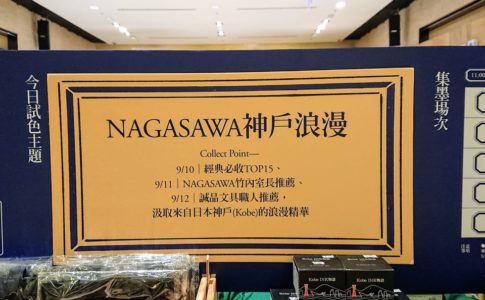 今日試色主題
NAGASAWA神戶浪漫
Collect Point—
9/10｜經典必收TOP15、
9/11｜NAGASAWA竹內室長推薦、
9/12｜誠品文具職人推薦，
汲取來自日本神戶(Kobe)的浪漫精華
集墨場次
11:00